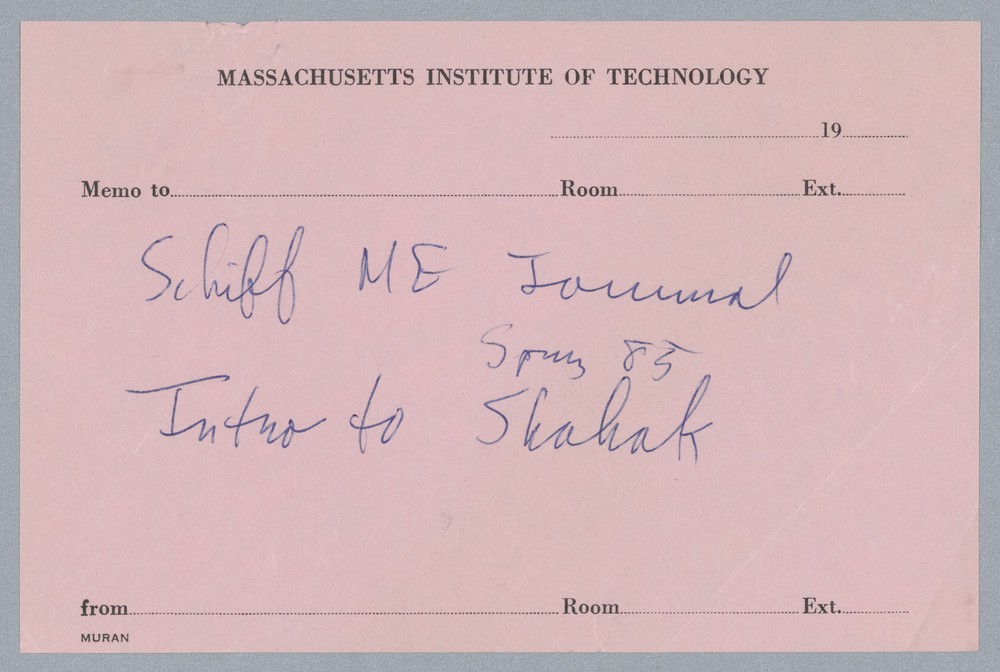 MASSACHUSETTS INSTITUTE OF TECHNOLOGY
19
Memo to Room Ext.
Schiff ME Journal
Spring 85
Intro to Shahak
from Room Ext.
MURAN